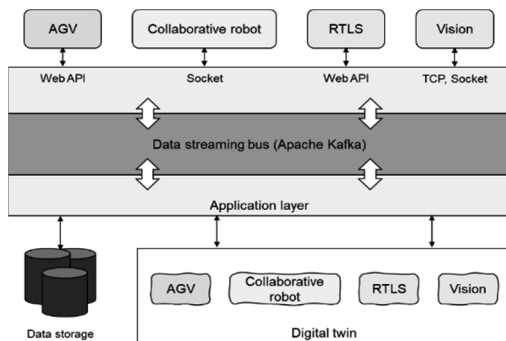 AGV
Collaborative robot
RTLS
Vision
Web API
Socket
Web API
TCP, Socket
Data streaming bus (Apache Kafka)
Application layer
AGV
Collaborative
robot
RTLS
Vision
Data storage
Digital twin